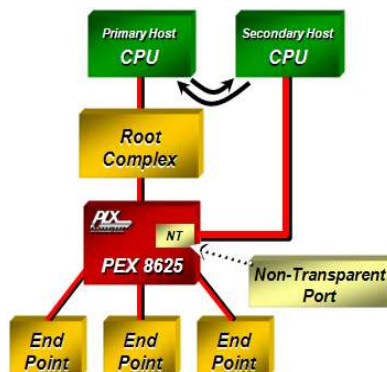 Primary Host
CPU
Secondary Host
CPU
Root
Complex
PLX
NT
PEX 8625
Non-Transparent
Port
End
Point
End
Point
End
Point